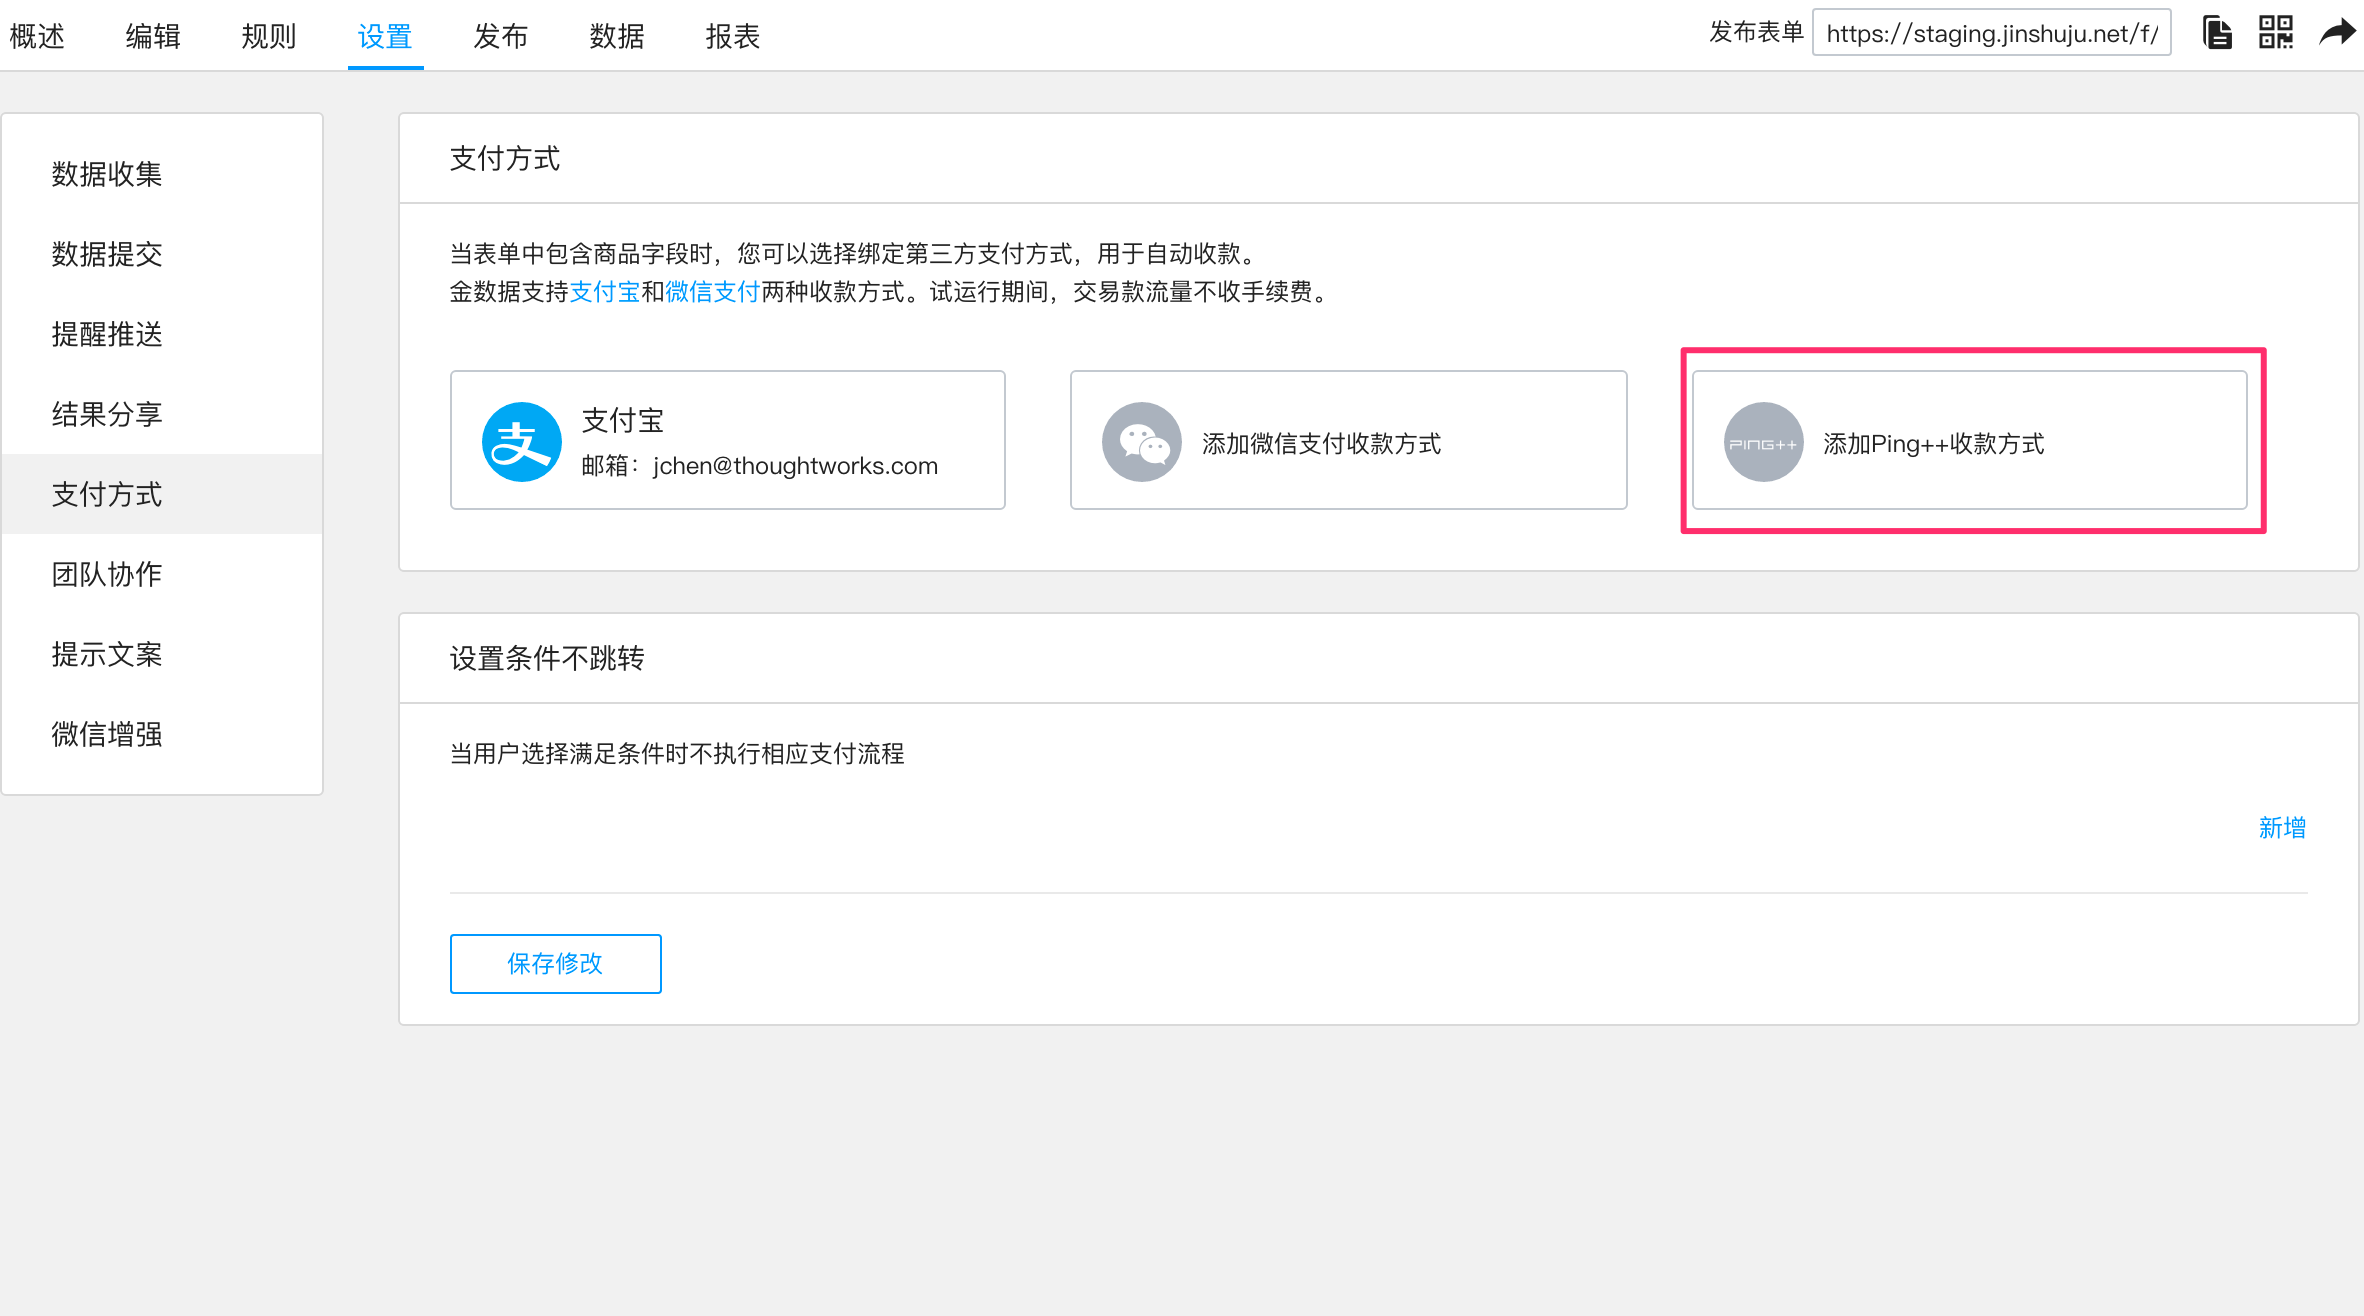 概述 编辑 规则 设置 发布 数据 报表 发布表单 https://staging.jinshuju.net/f/
数据收集
数据提交
提醒推送
结果分享
支付方式
团队协作
提示文案
微信增强
支付方式
当表单中包含商品字段时，您可以选择绑定第三方支付方式，用于自动收款。
金数据支持支付宝和微信支付两种收款方式。试运行期间，交易款流量不收手续费。
支
支付宝
邮箱：jchen@thoughtworks.com
添加微信支付收款方式
PING++
添加Ping++收款方式
设置条件不跳转
当用户选择满足条件时不执行相应支付流程
新增
保存修改